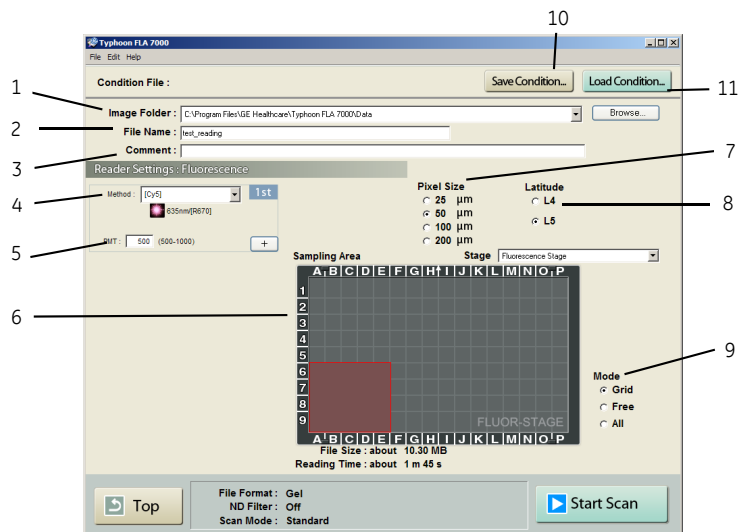 10
Typhoon FLA 7000
File Edit Help
Condition File :
Save Condition...
Load Condition...
11
1
Image Folder : C:\Program Files\GE Healthcare\Typhoon FLA 7000\Data
Browse...
2
File Name : test_reading
3
Comment :
7
Reader Settings : Fluorescence
4
Method : [Cy5]
1st
635nm/[R670]
Pixel Size
25 µm
50 µm
100 µm
200 µm
Latitude
L4
L5
8
5
PMT : 500 (500-1000)
+
Sampling Area
Stage Fluorescence Stage
A B C D E F G H I J K L M N O P
1
2
3
4
5
6
7
8
9
6
FLUOR-STAGE
A B C D E F G H I J K L M N O P
9
Mode
Grid
Free
All
File Size : about 10.30 MB
Reading Time : about 1 m 45 s
Top
File Format : Gel
ND Filter : Off
Scan Mode : Standard
Start Scan